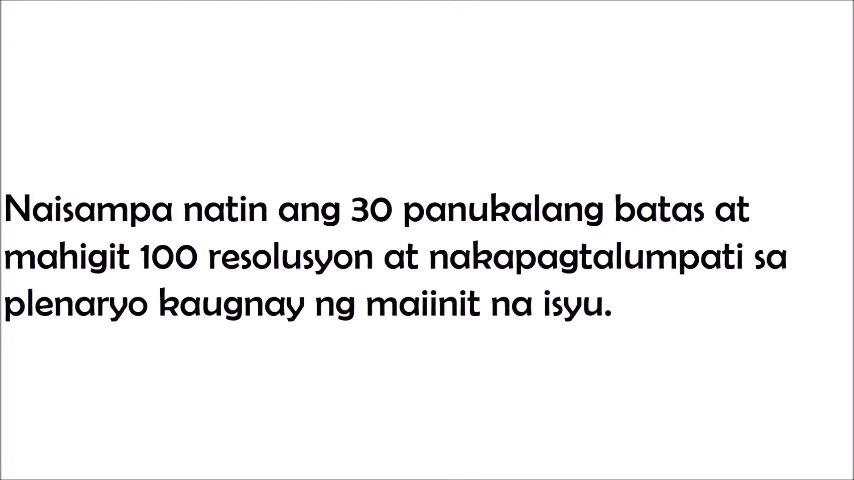 Naisampa natin ang 30 panukalang batas at
mahigit 100 resolusyon at nakapagtalumpati sa
plenaryo kaugnay ng maiinit na isyu.